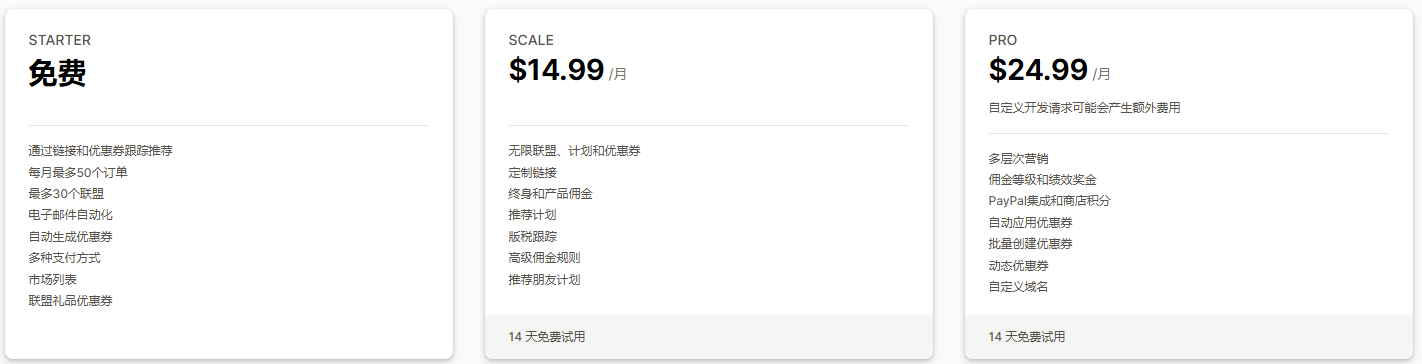 STARTER
免费
通过链接和优惠券跟踪推荐
每月最多50个订单
最多30个联盟
电子邮件自动化
自动生成优惠券
多种支付方式
市场列表
联盟礼品优惠券
SCALE
$14.99 /月
无限联盟、计划和优惠券
定制链接
终身和产品佣金
推荐计划
版税跟踪
高级佣金规则
推荐朋友计划
14 天免费试用
PRO
$24.99 /月
自定义开发请求可能会产生额外费用
多层次营销
佣金等级和绩效奖金
PayPal集成和商店积分
自动应用优惠券
批量创建优惠券
动态优惠券
自定义域名
14 天免费试用